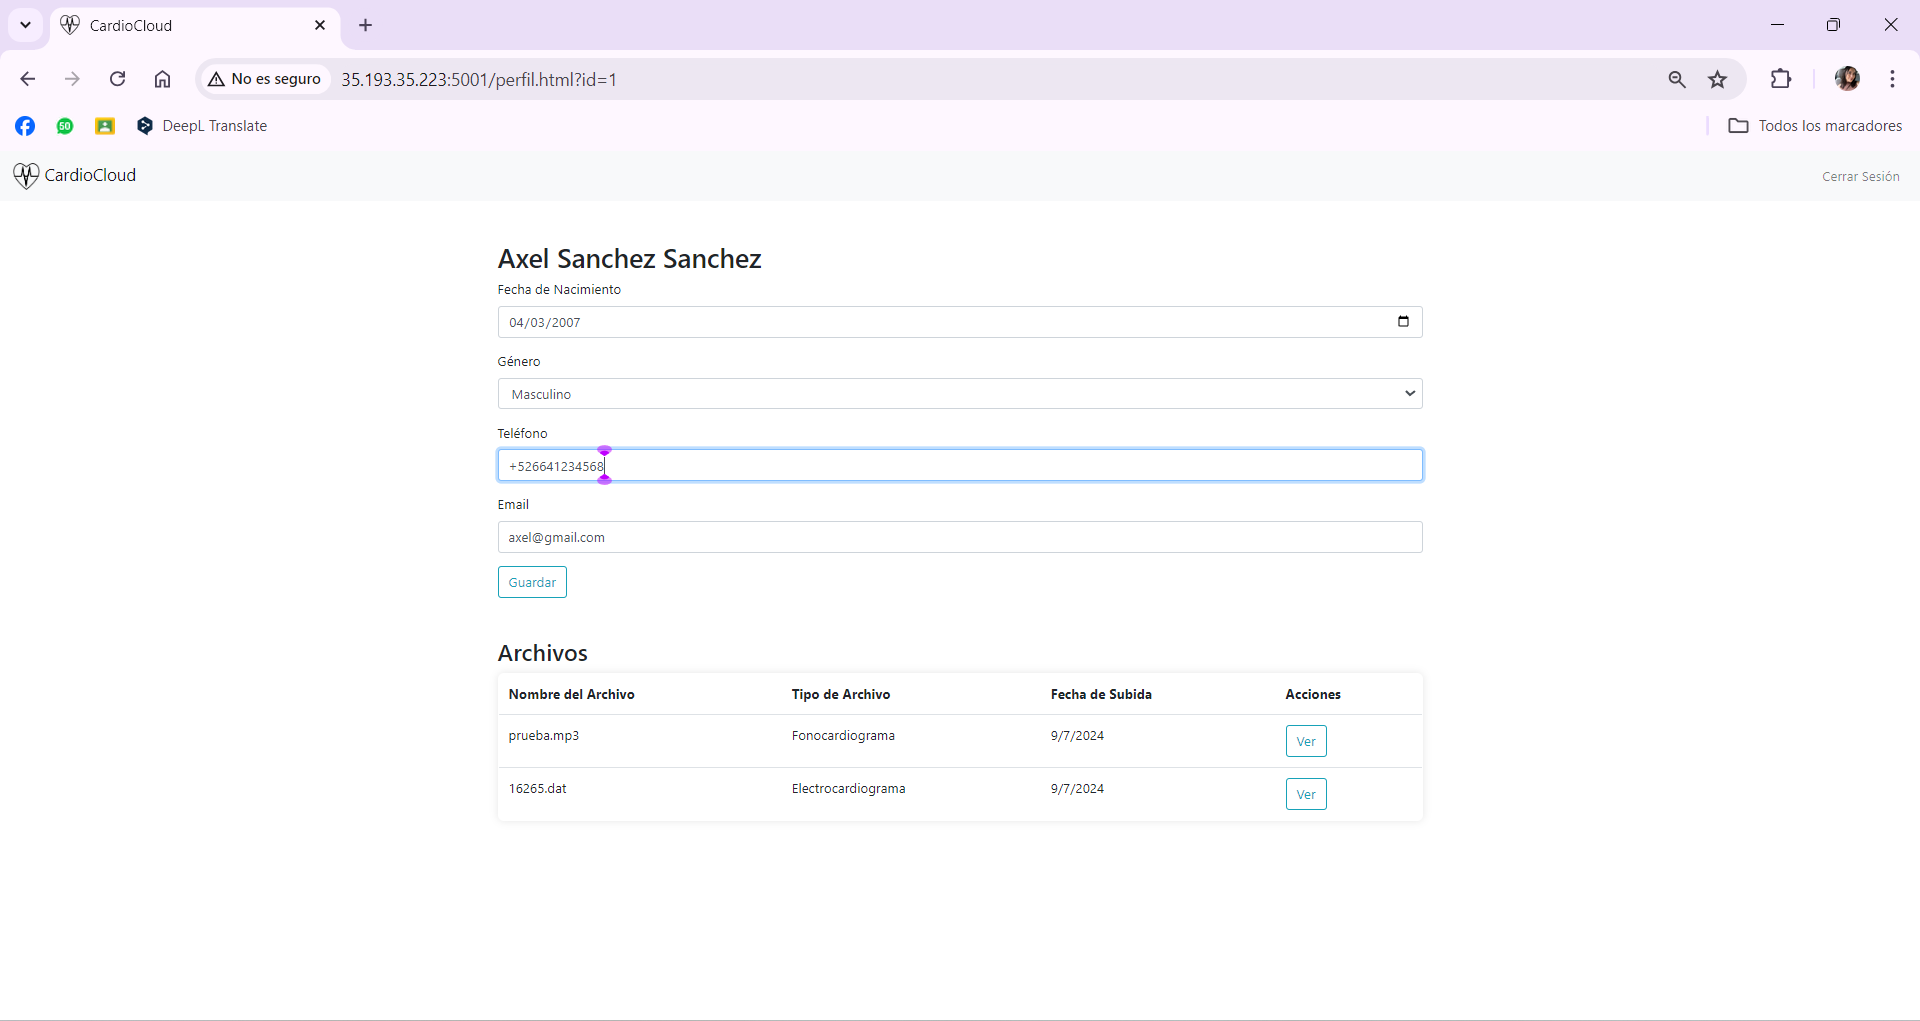 CardioCloud
No es seguro
35.193.35.223:5001/perfil.html?id=1
50
DeepL Translate
Todos los marcadores
CardioCloud
Cerrar Sesión
Axel Sanchez Sanchez
Fecha de Nacimiento
04/03/2007
Género
Masculino
Teléfono
+526641234568
Email
axel@gmail.com
Guardar
Archivos
Nombre del Archivo Tipo de Archivo Fecha de Subida Acciones
prueba.mp3 Fonocardiograma 9/7/2024 Ver
16265.dat Electrocardiograma 9/7/2024 Ver